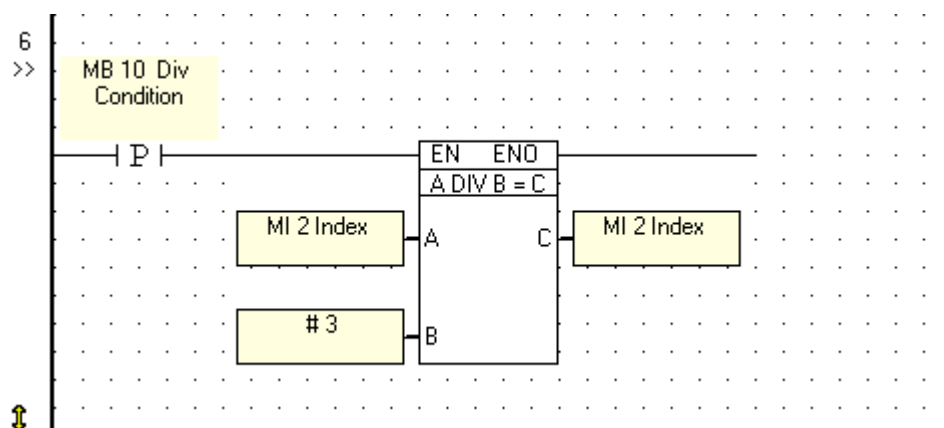 6
>>
MB 10 Div
Condition
P
EN ENO
A DIV B = C
MI 2 Index
A
C
MI 2 Index
# 3
B